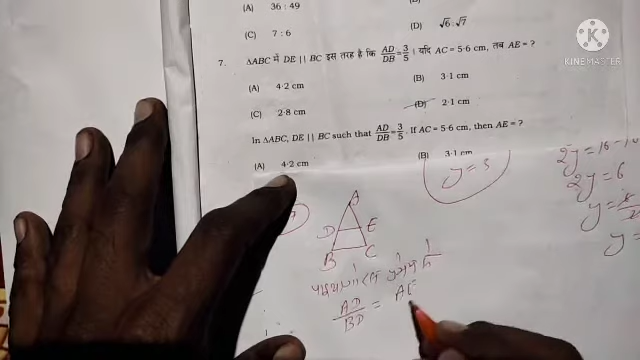 (A) 36 : 49
(C) 7 : 6
(D) √6 : √7
7. ΔABC में DE || BC इस तरह है कि AD/DB = 3/5 । यदि AC = 5·6 cm, तब AE = ?
(A) 4·2 cm
(B) 3·1 cm
(C) 2·8 cm
(D) 2·1 cm
In ΔABC, DE || BC such that AD/DB = 3/5. If AC = 5·6 cm, then AE = ?
(A) 4·2 cm
(B) 3·1 cm
y = 3
2y = 6
y =
y =
A
D E
B C
AD/BD = AE
KINEMASTER